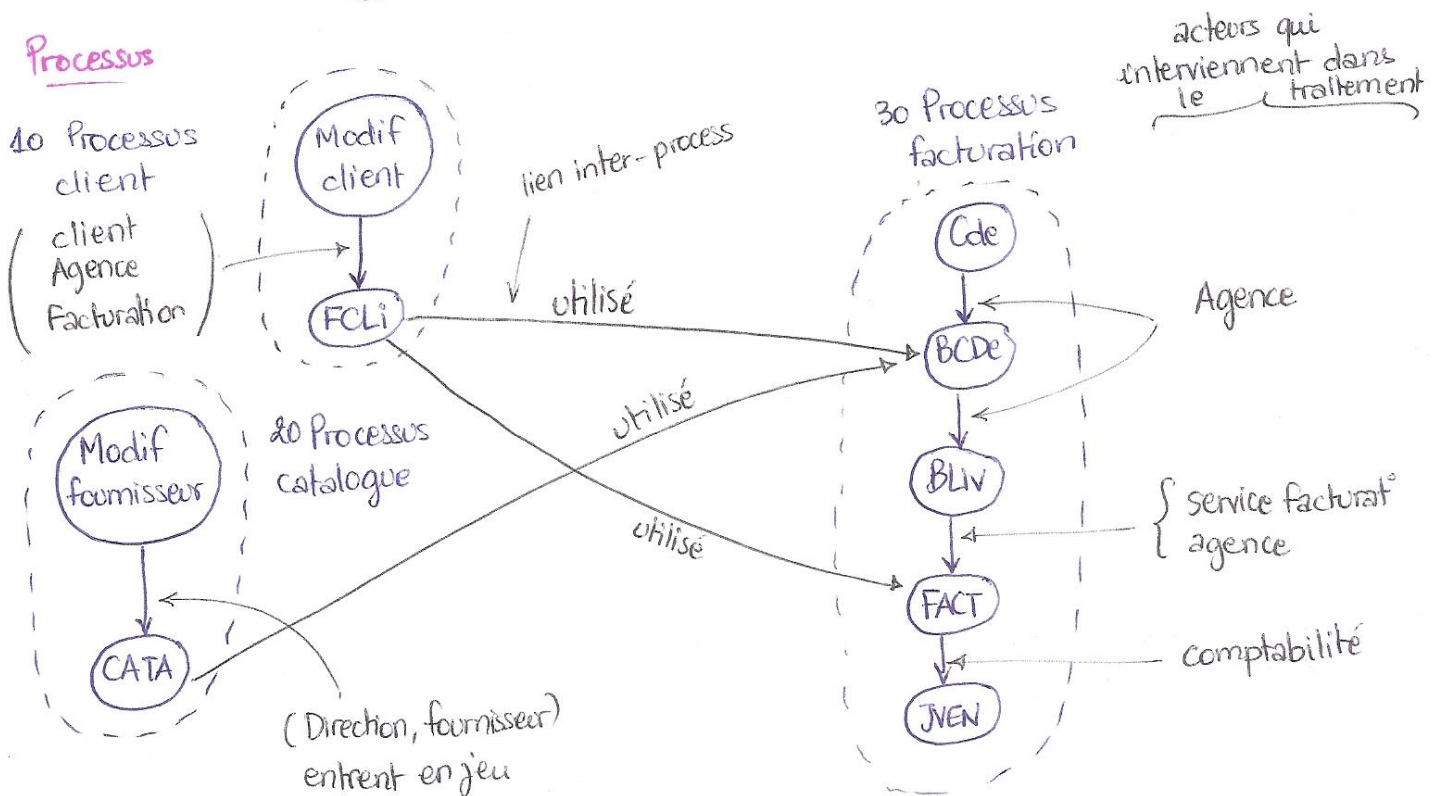 Processus
10 Processus
client
client
Agence
Facturation
Modif
client
FCLi
lien inter-process
utilisé
utilisé
utilisé
20 Processus
catalogue
Modif
fournisseur
CATA
(Direction, fournisseur)
entrent en jeu
30 Processus
facturation
Cde
BCDe
BLiv
FACT
JVEN
acteurs qui
interviennent dans
le traitement
Agence
service facturat°
agence
comptabilité